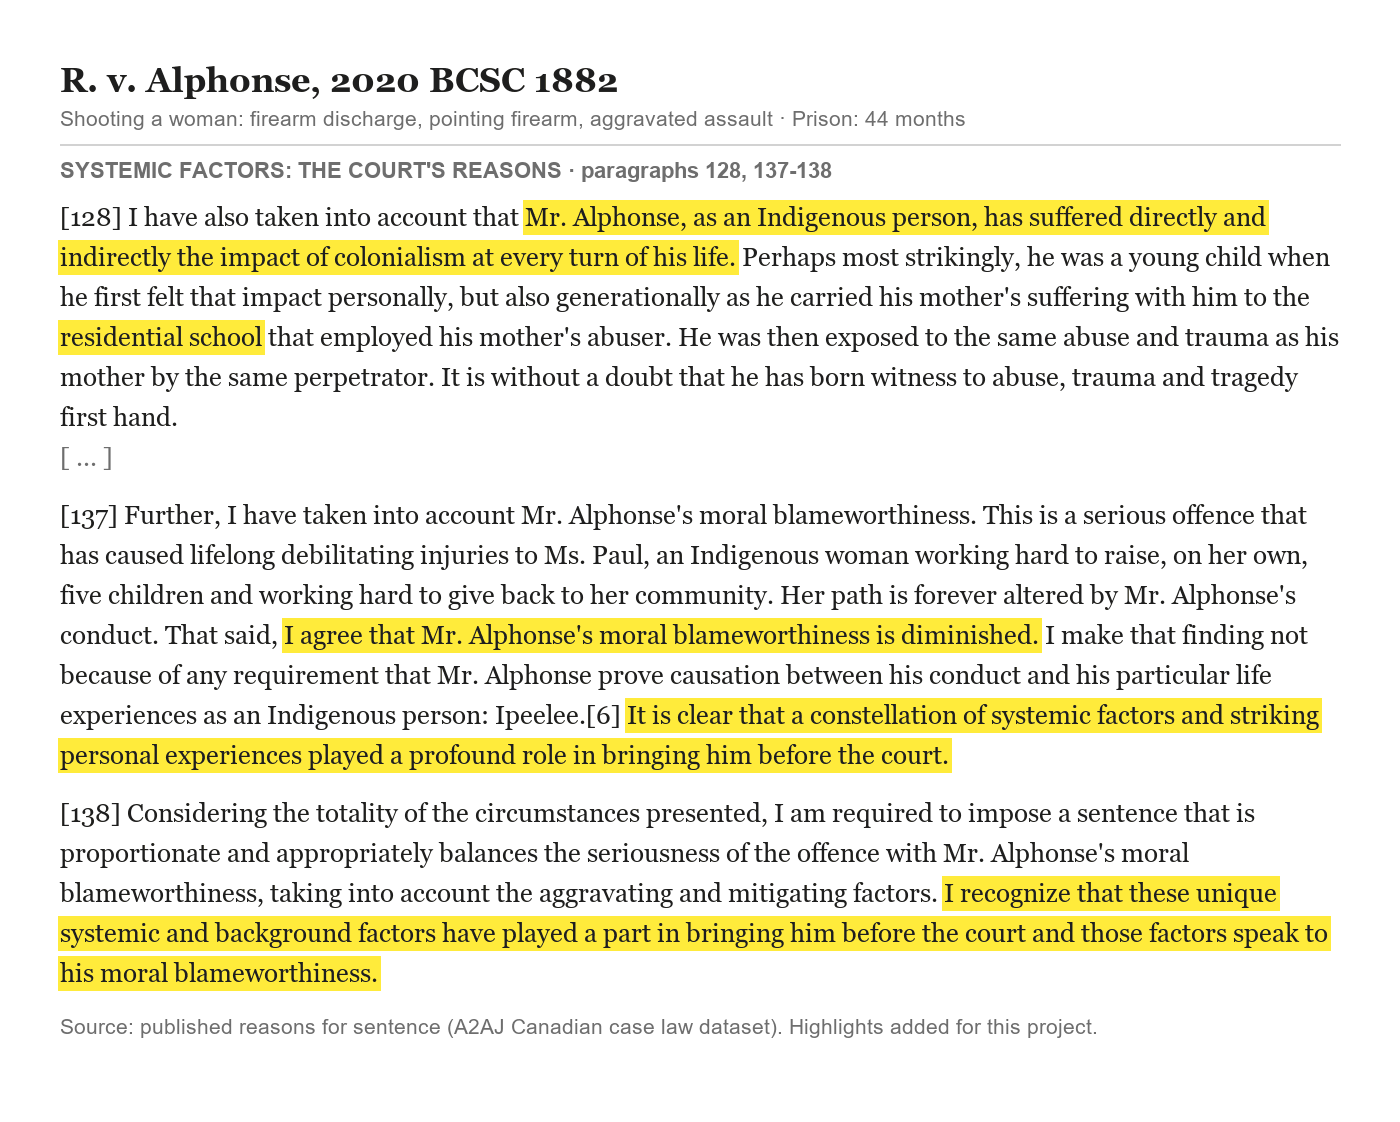 R. v. Alphonse, 2020 BCSC 1882
Shooting a woman: firearm discharge, pointing firearm, aggravated assault · Prison: 44 months
SYSTEMIC FACTORS: THE COURT'S REASONS · paragraphs 128, 137-138
[128] I have also taken into account that Mr. Alphonse, as an Indigenous person, has suffered directly and
indirectly the impact of colonialism at every turn of his life. Perhaps most strikingly, he was a young child when
he first felt that impact personally, but also generationally as he carried his mother's suffering with him to the
residential school that employed his mother's abuser. He was then exposed to the same abuse and trauma as his
mother by the same perpetrator. It is without a doubt that he has born witness to abuse, trauma and tragedy
first hand.
[ ... ]
[137] Further, I have taken into account Mr. Alphonse's moral blameworthiness. This is a serious offence that
has caused lifelong debilitating injuries to Ms. Paul, an Indigenous woman working hard to raise, on her own,
five children and working hard to give back to her community. Her path is forever altered by Mr. Alphonse's
conduct. That said, I agree that Mr. Alphonse's moral blameworthiness is diminished. I make that finding not
because of any requirement that Mr. Alphonse prove causation between his conduct and his particular life
experiences as an Indigenous person: Ipeelee.[6] It is clear that a constellation of systemic factors and striking
personal experiences played a profound role in bringing him before the court.
[138] Considering the totality of the circumstances presented, I am required to impose a sentence that is
proportionate and appropriately balances the seriousness of the offence with Mr. Alphonse's moral
blameworthiness, taking into account the aggravating and mitigating factors. I recognize that these unique
systemic and background factors have played a part in bringing him before the court and those factors speak to
his moral blameworthiness.
Source: published reasons for sentence (A2AJ Canadian case law dataset). Highlights added for this project.